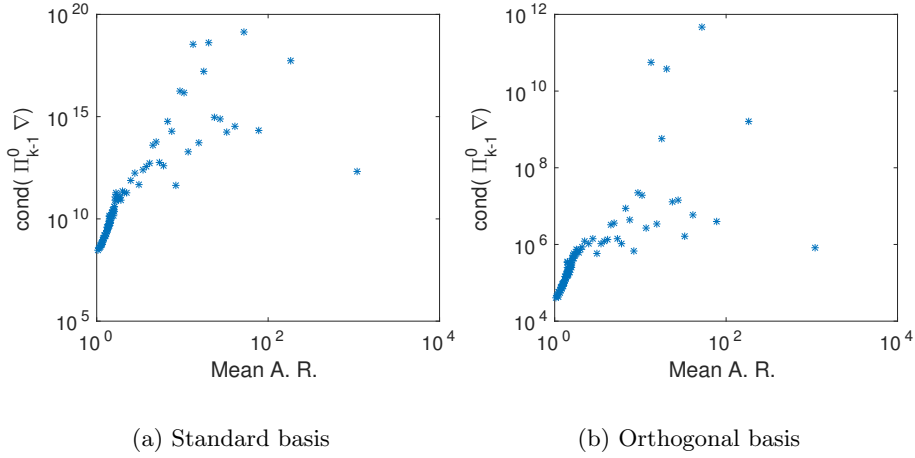 10^20
10^15
10^10
10^5
cond( Π^0_{k-1} ∇)
10^0 10^2 10^4
Mean A. R.
(a) Standard basis
10^12
10^10
10^8
10^6
10^4
cond( Π^0_{k-1} ∇)
10^0 10^2 10^4
Mean A. R.
(b) Orthogonal basis